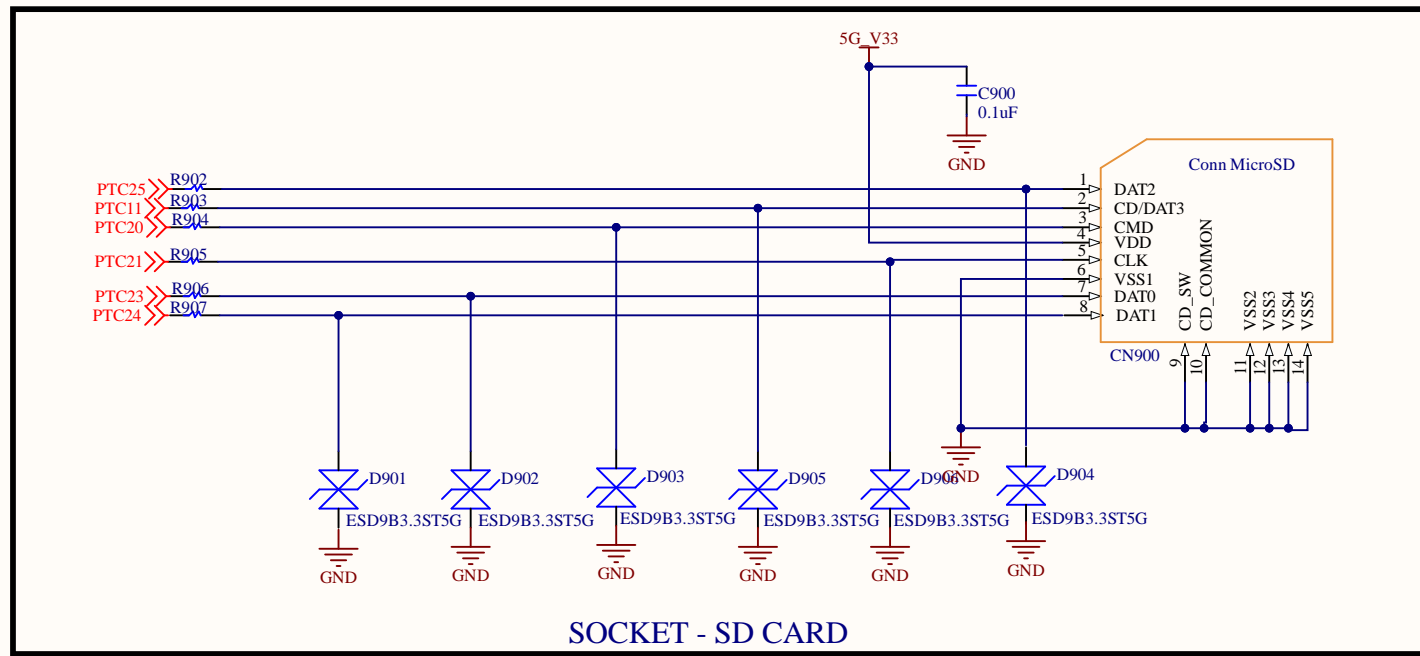 5G_V33
C900
0.1uF
GND
Conn MicroSD
PTC25 R902 1 DAT2
PTC11 R903 2 CD/DAT3
PTC20 R904 3 CMD
4 VDD
PTC21 R905 5 CLK
6 VSS1
PTC23 R906 7 DAT0
PTC24 R907 8 DAT1
CD_SW
CD_COMMON
VSS2
VSS3
VSS4
VSS5
CN900
9
10
11
12
13
14
GND
D901
D902
D903
D905
D906
D904
ESD9B3.3ST5G
ESD9B3.3ST5G
ESD9B3.3ST5G
ESD9B3.3ST5G
ESD9B3.3ST5G
ESD9B3.3ST5G
GND
GND
GND
GND
GND
GND
SOCKET - SD CARD